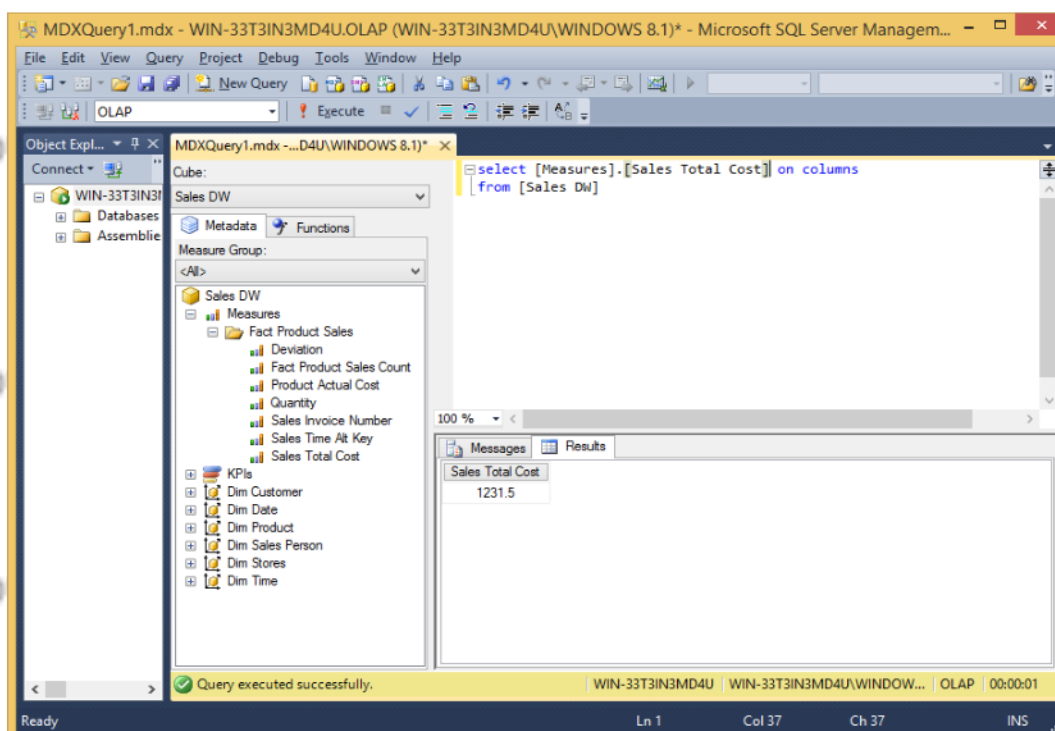 MDXQuery1.mdx - WIN-33T3IN3MD4U.OLAP (WIN-33T3IN3MD4U\WINDOWS 8.1)* - Microsoft SQL Server Managem...
File Edit View Query Project Debug Tools Window Help
New Query
OLAP Execute
Object Expl...
Connect
WIN-33T3IN3I
Databases
Assemblie
MDXQuery1.mdx -...D4U\WINDOWS 8.1)*
Cube:
Sales DW
Metadata Functions
Measure Group:
<All>
Sales DW
Measures
Fact Product Sales
Deviation
Fact Product Sales Count
Product Actual Cost
Quantity
Sales Invoice Number
Sales Time Alt Key
Sales Total Cost
KPIs
Dim Customer
Dim Date
Dim Product
Dim Sales Person
Dim Stores
Dim Time
select [Measures].[Sales Total Cost] on columns
from [Sales DW]
100 %
Messages Results
Sales Total Cost
1231.5
Query executed successfully. WIN-33T3IN3MD4U WIN-33T3IN3MD4U\WINDOW... OLAP 00:00:01
Ready Ln 1 Col 37 Ch 37 INS